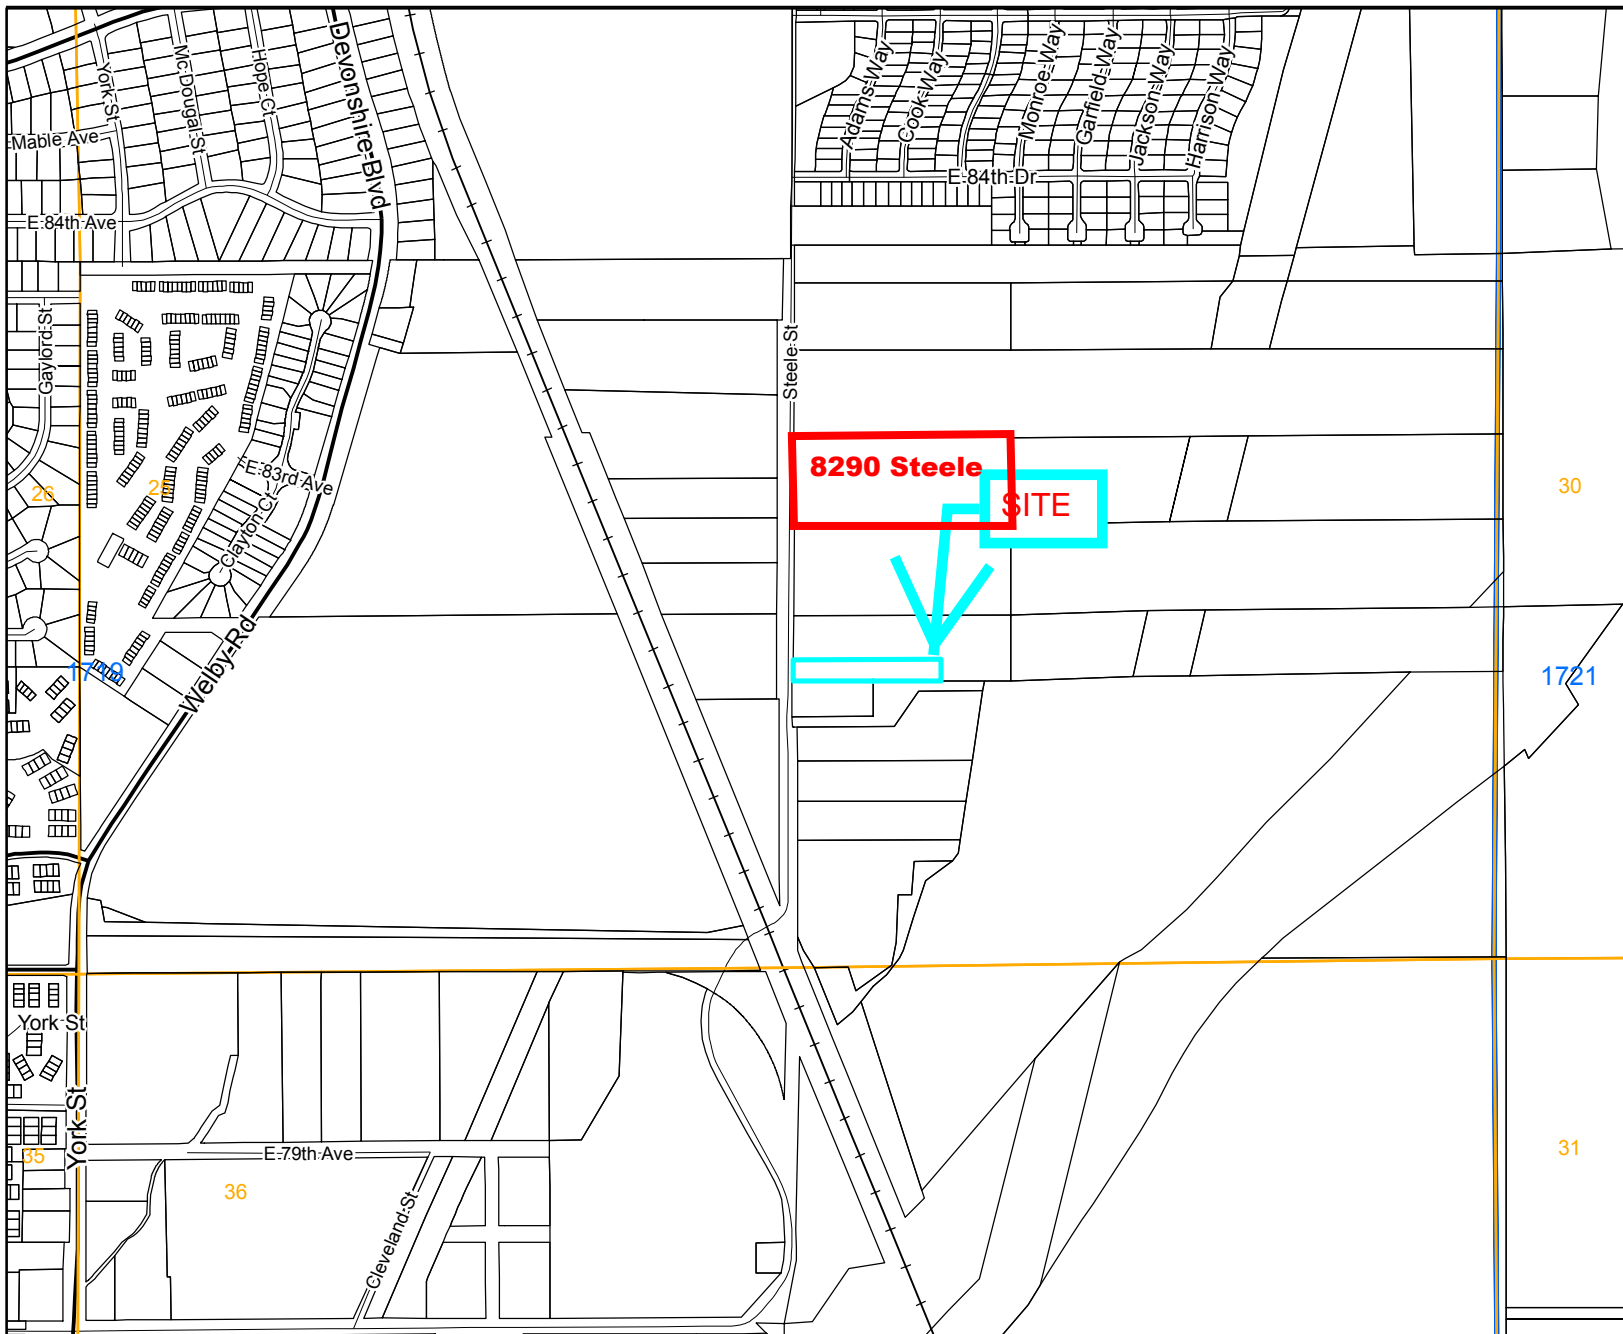 York St
Mc Dougal St
Hope Ct
Devonshire Blvd
Mable Ave
E 84th Ave
Adams Way
Cook Way
Monroe Way
Garfield Way
Jackson Way
Harrison Way
E 84th Dr
Gaylord St
Steele St
8290 Steele
SITE
E 83rd Ave
Clayton Ct
26
25
30
Welby Rd
1719
1721
York St
York St
E 79th Ave
Cleveland St
35
36
31